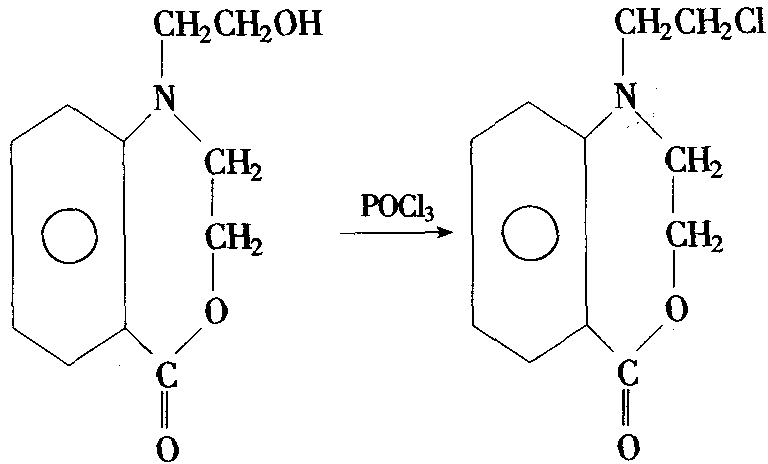 CH₂CH₂OH CH₂CH₂Cl
N N
CH₂ CH₂
POCl₃
CH₂ CH₂
O O
C C
O O